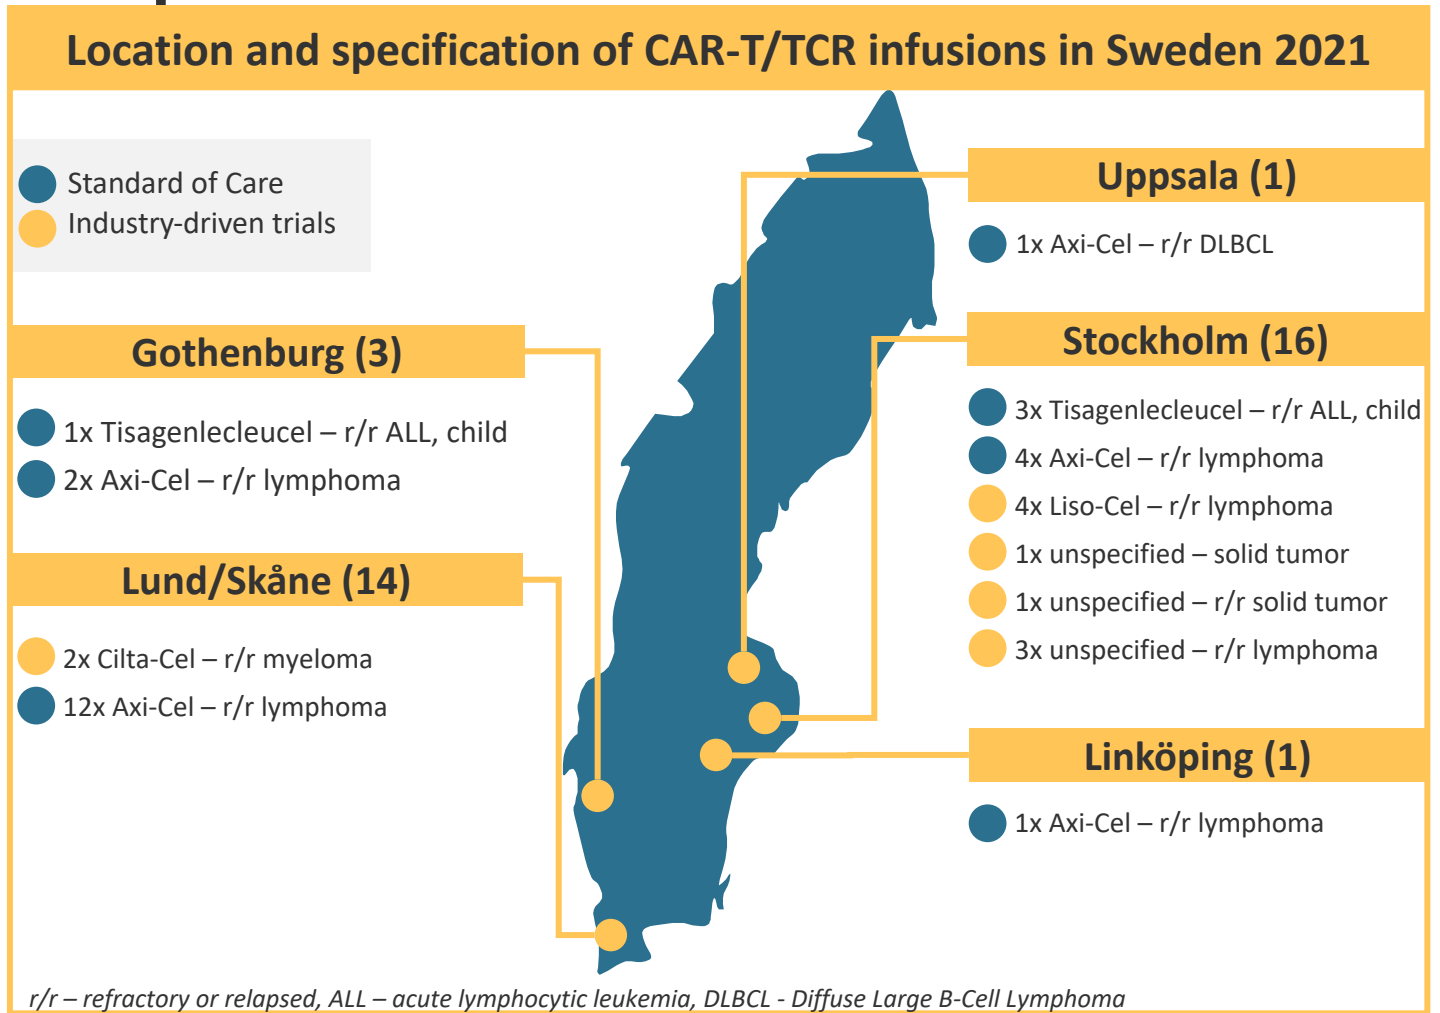 Location and specification of CAR-T/TCR infusions in Sweden 2021
Standard of Care
Industry-driven trials
Gothenburg (3)
1x Tisagenlecleucel – r/r ALL, child
2x Axi-Cel – r/r lymphoma
Lund/Skåne (14)
2x Cilta-Cel – r/r myeloma
12x Axi-Cel – r/r lymphoma
Uppsala (1)
1x Axi-Cel – r/r DLBCL
Stockholm (16)
3x Tisagenlecleucel – r/r ALL, child
4x Axi-Cel – r/r lymphoma
4x Liso-Cel – r/r lymphoma
1x unspecified – solid tumor
1x unspecified – r/r solid tumor
3x unspecified – r/r lymphoma
Linköping (1)
1x Axi-Cel – r/r lymphoma
r/r – refractory or relapsed, ALL – acute lymphocytic leukemia, DLBCL - Diffuse Large B-Cell Lymphoma